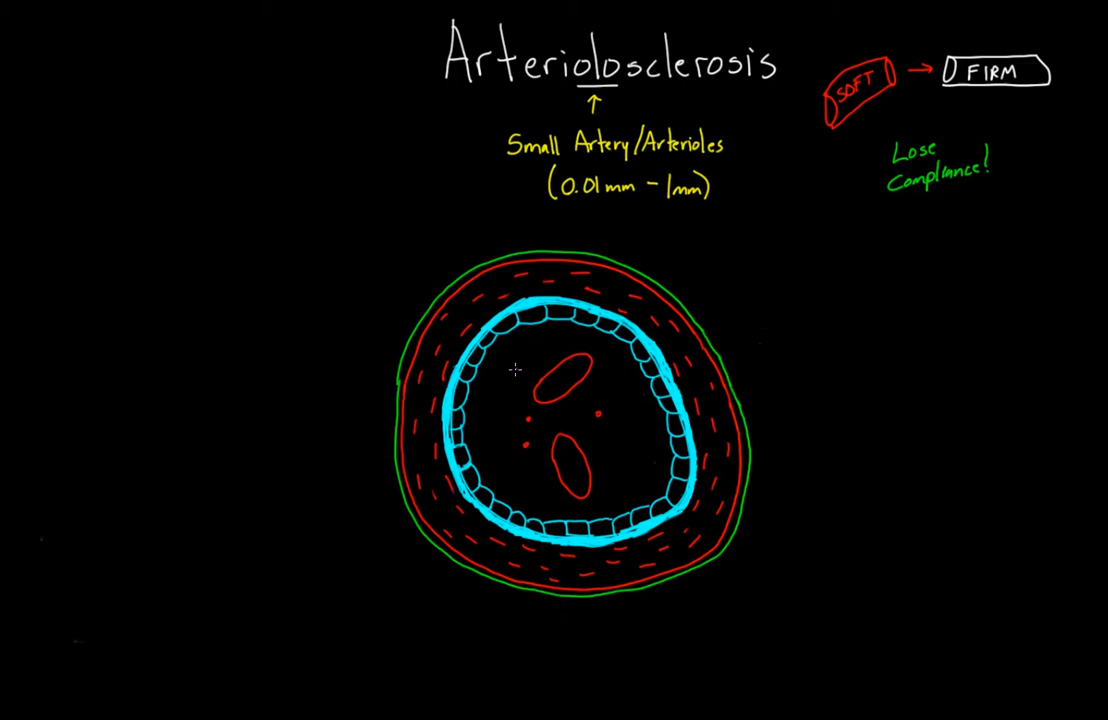 Arteriolosclerosis
SOFT → FIRM
Small Artery/Arterioles
(0.01mm - 1mm)
Lose
Compliance!